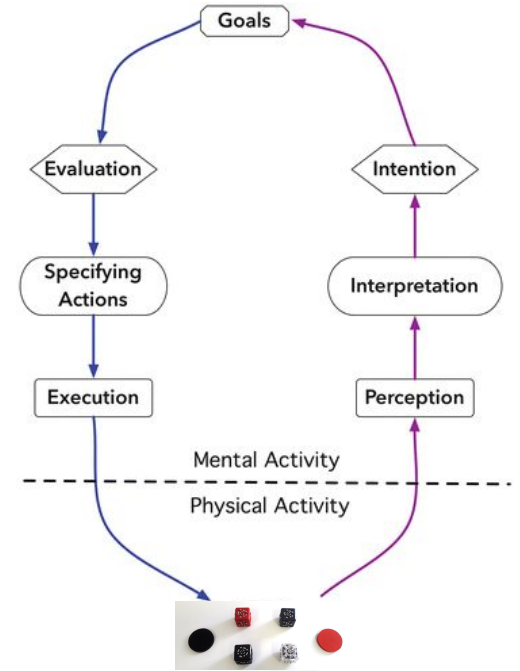 Goals
Evaluation
Intention
Specifying
Actions
Interpretation
Execution
Perception
Mental Activity
Physical Activity